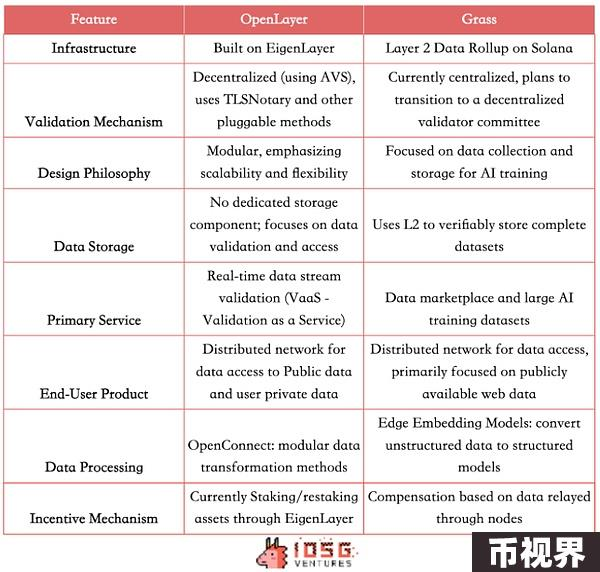 Feature OpenLayer Grass
Infrastructure Built on EigenLayer Layer 2 Data Rollup on Solana
Validation Mechanism
Decentralized (using AVS),
uses TLSNotary and other
pluggable methods
Currently centralized, plans to
transition to a decentralized
validator committee
Design Philosophy
Modular, emphasizing
scalability and flexibility
Focused on data collection and
storage for AI training
Data Storage
No dedicated storage
component; focuses on data
validation and access
Uses L2 to verifiably store complete
datasets
Primary Service
Real-time data stream
validation (VaaS -
Validation as a Service)
Data marketplace and large AI
training datasets
End-User Product
Distributed network for
data access to Public data
and user private data
Distributed network for data access,
primarily focused on publicly
available web data
Data Processing
OpenConnect: modular data
transformation methods
Edge Embedding Models: convert
unstructured data to structured
models
Incentive Mechanism
Currently Staking/restaking
assets through EigenLayer
Compensation based on data relayed
through nodes
IOSG
VENTURES
币视界